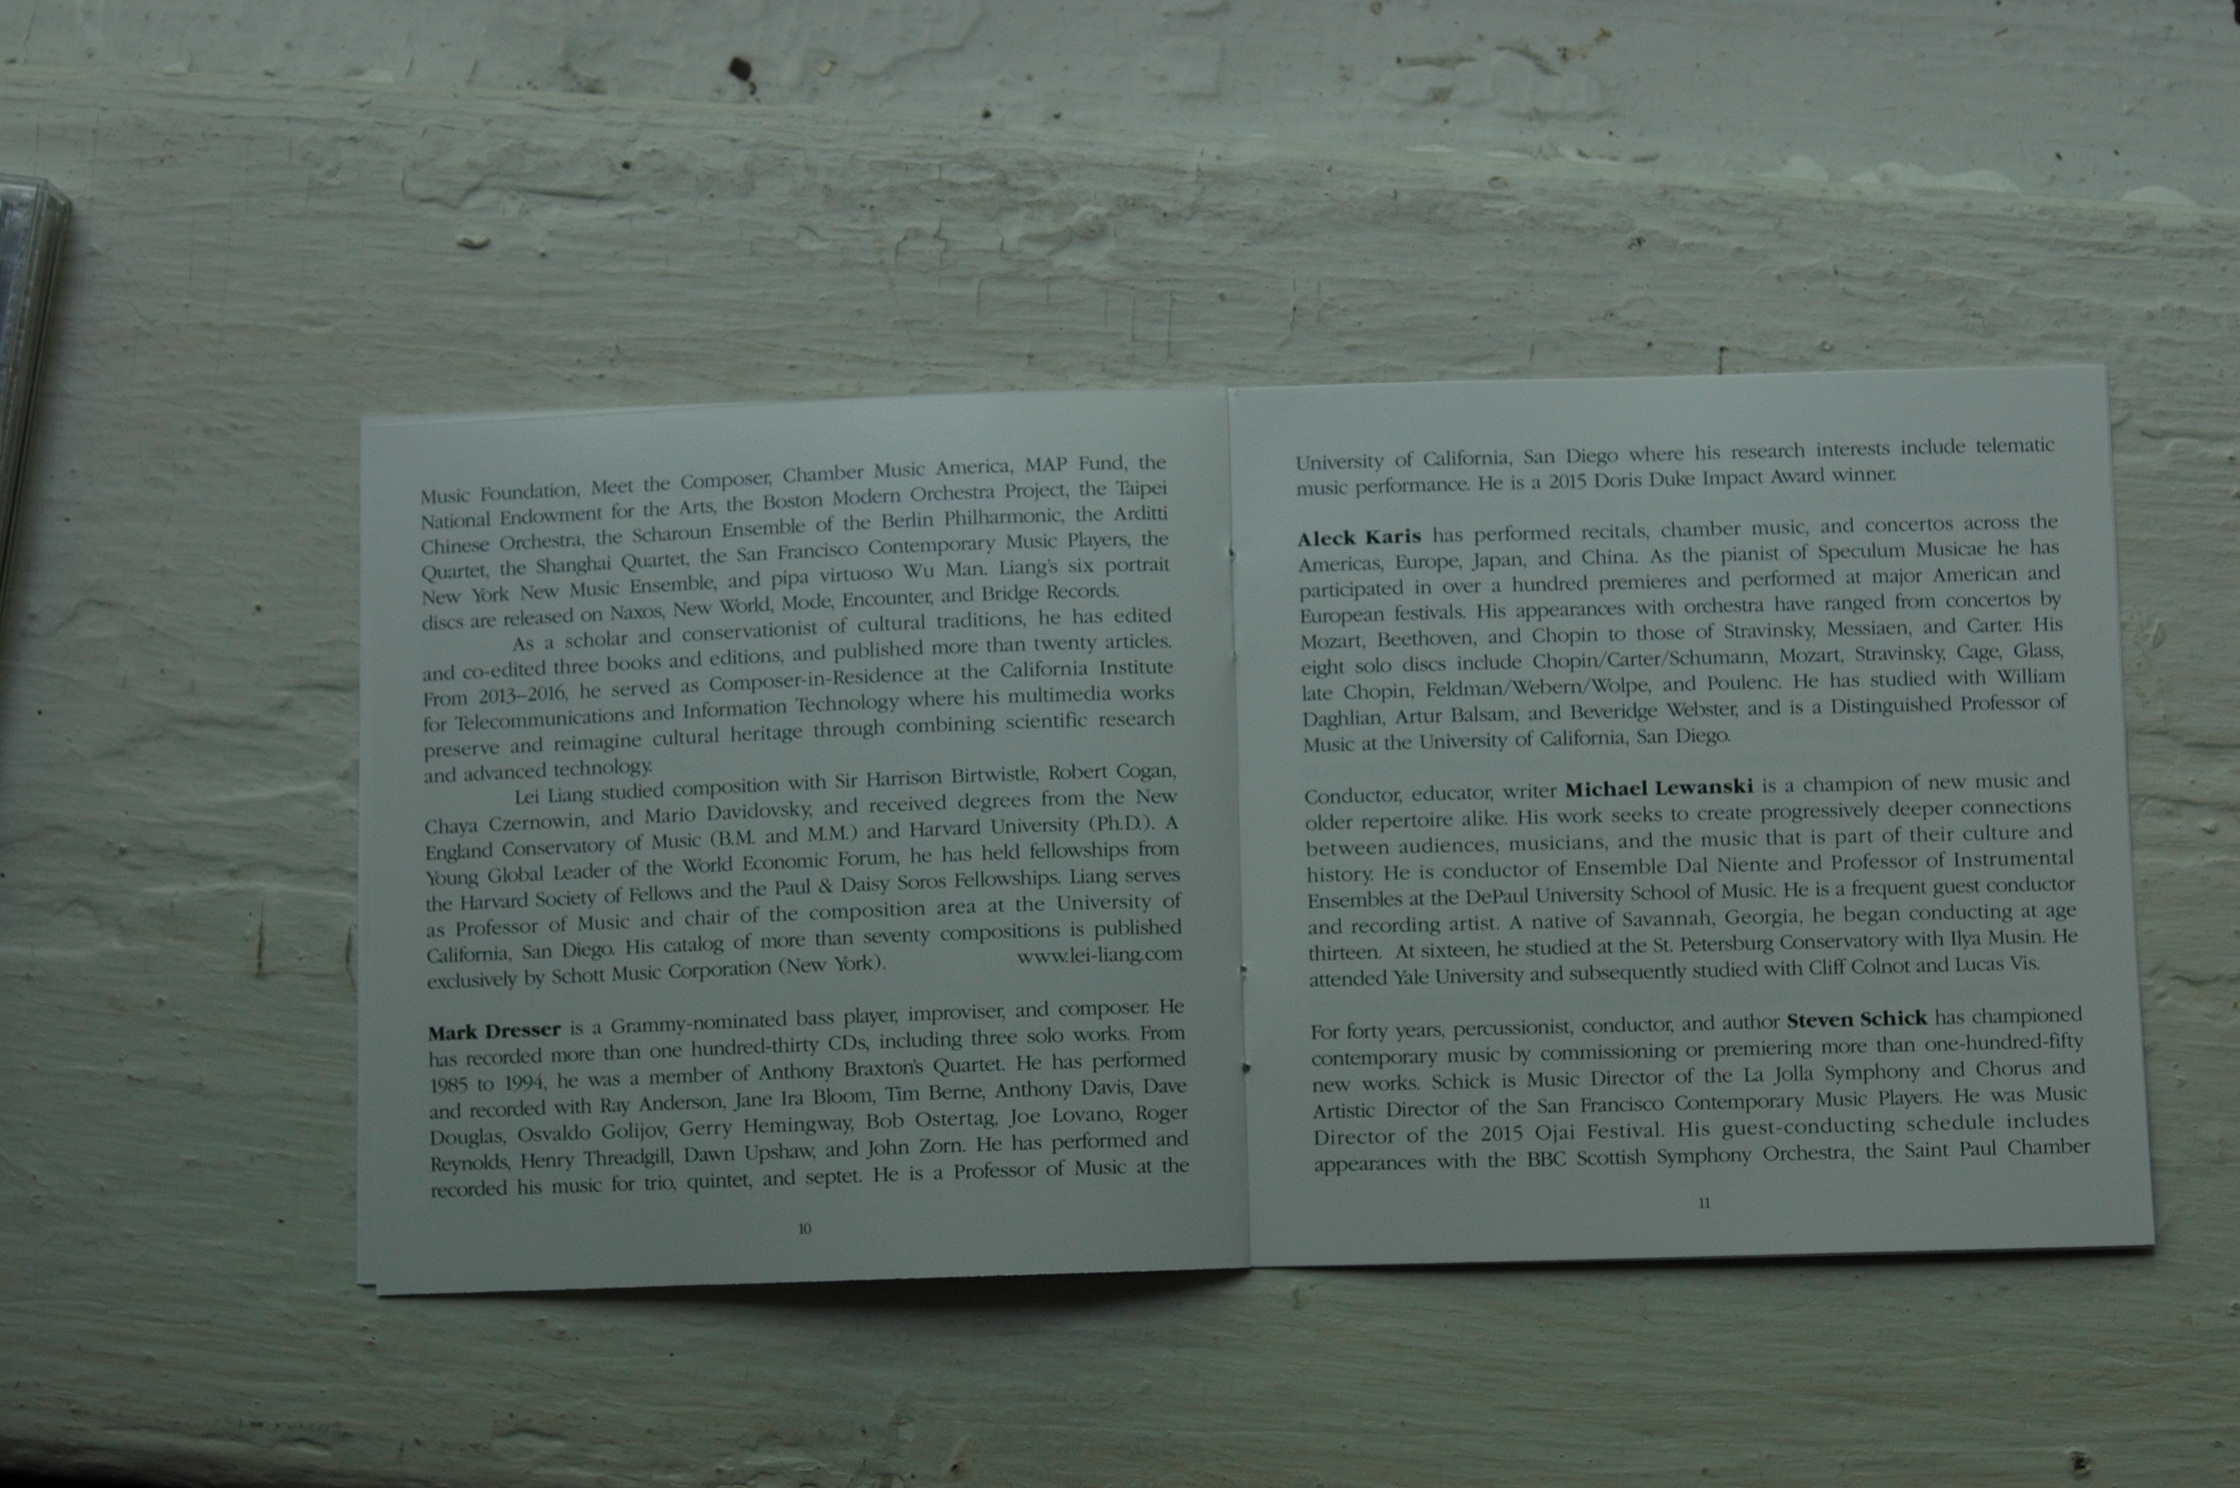 Music Foundation, Meet the Composer, Chamber Music America, MAP Fund, the
National Endowment for the Arts, the Boston Modern Orchestra Project, the Taipei
Chinese Orchestra, the Scharoun Ensemble of the Berlin Philharmonic, the Arditti
Quartet, the Shanghai Quartet, the San Francisco Contemporary Music Players, the
New York New Music Ensemble, and pipa virtuoso Wu Man. Liang's six portrait
discs are released on Naxos, New World, Mode, Encounter, and Bridge Records.
As a scholar and conservationist of cultural traditions, he has edited
and co-edited three books and editions, and published more than twenty articles.
From 2013–2016, he served as Composer-in-Residence at the California Institute
for Telecommunications and Information Technology where his multimedia works
preserve and reimagine cultural heritage through combining scientific research
and advanced technology.
Lei Liang studied composition with Sir Harrison Birtwistle, Robert Cogan,
Chaya Czernowin, and Mario Davidovsky, and received degrees from the New
England Conservatory of Music (B.M. and M.M.) and Harvard University (Ph.D.). A
Young Global Leader of the World Economic Forum, he has held fellowships from
the Harvard Society of Fellows and the Paul & Daisy Soros Fellowships. Liang serves
as Professor of Music and chair of the composition area at the University of
California, San Diego. His catalog of more than seventy compositions is published
exclusively by Schott Music Corporation (New York). www.lei-liang.com
Mark Dresser is a Grammy-nominated bass player, improviser, and composer. He
has recorded more than one hundred-thirty CDs, including three solo works. From
1985 to 1994, he was a member of Anthony Braxton's Quartet. He has performed
and recorded with Ray Anderson, Jane Ira Bloom, Tim Berne, Anthony Davis, Dave
Douglas, Osvaldo Golijov, Gerry Hemingway, Bob Ostertag, Joe Lovano, Roger
Reynolds, Henry Threadgill, Dawn Upshaw, and John Zorn. He has performed and
recorded his music for trio, quintet, and septet. He is a Professor of Music at the
10
University of California, San Diego where his research interests include telematic
music performance. He is a 2015 Doris Duke Impact Award winner.
Aleck Karis has performed recitals, chamber music, and concertos across the
Americas, Europe, Japan, and China. As the pianist of Speculum Musicae he has
participated in over a hundred premieres and performed at major American and
European festivals. His appearances with orchestra have ranged from concertos by
Mozart, Beethoven, and Chopin to those of Stravinsky, Messiaen, and Carter. His
eight solo discs include Chopin/Carter/Schumann, Mozart, Stravinsky, Cage, Glass,
late Chopin, Feldman/Webern/Wolpe, and Poulenc. He has studied with William
Daghlian, Artur Balsam, and Beveridge Webster, and is a Distinguished Professor of
Music at the University of California, San Diego.
Conductor, educator, writer Michael Lewanski is a champion of new music and
older repertoire alike. His work seeks to create progressively deeper connections
between audiences, musicians, and the music that is part of their culture and
history. He is conductor of Ensemble Dal Niente and Professor of Instrumental
Ensembles at the DePaul University School of Music. He is a frequent guest conductor
and recording artist. A native of Savannah, Georgia, he began conducting at age
thirteen. At sixteen, he studied at the St. Petersburg Conservatory with Ilya Musin. He
attended Yale University and subsequently studied with Cliff Colnot and Lucas Vis.
For forty years, percussionist, conductor, and author Steven Schick has championed
contemporary music by commissioning or premiering more than one-hundred-fifty
new works. Schick is Music Director of the La Jolla Symphony and Chorus and
Artistic Director of the San Francisco Contemporary Music Players. He was Music
Director of the 2015 Ojai Festival. His guest-conducting schedule includes
appearances with the BBC Scottish Symphony Orchestra, the Saint Paul Chamber
11